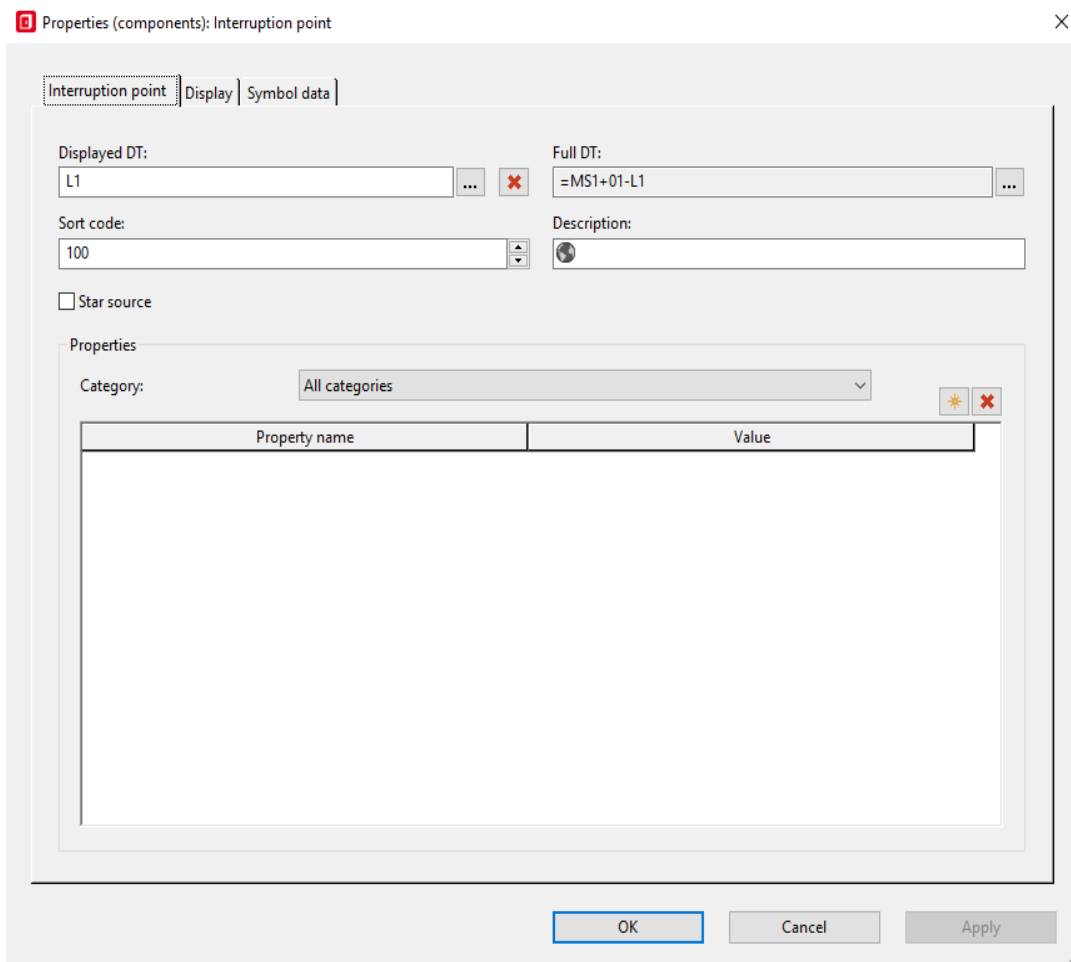 Properties (components): Interruption point
Interruption point Display Symbol data
Displayed DT: Full DT:
L1 ... =MS1+01-L1 ...
Sort code: Description:
100
Star source
Properties
Category: All categories
Property name Value
OK Cancel Apply